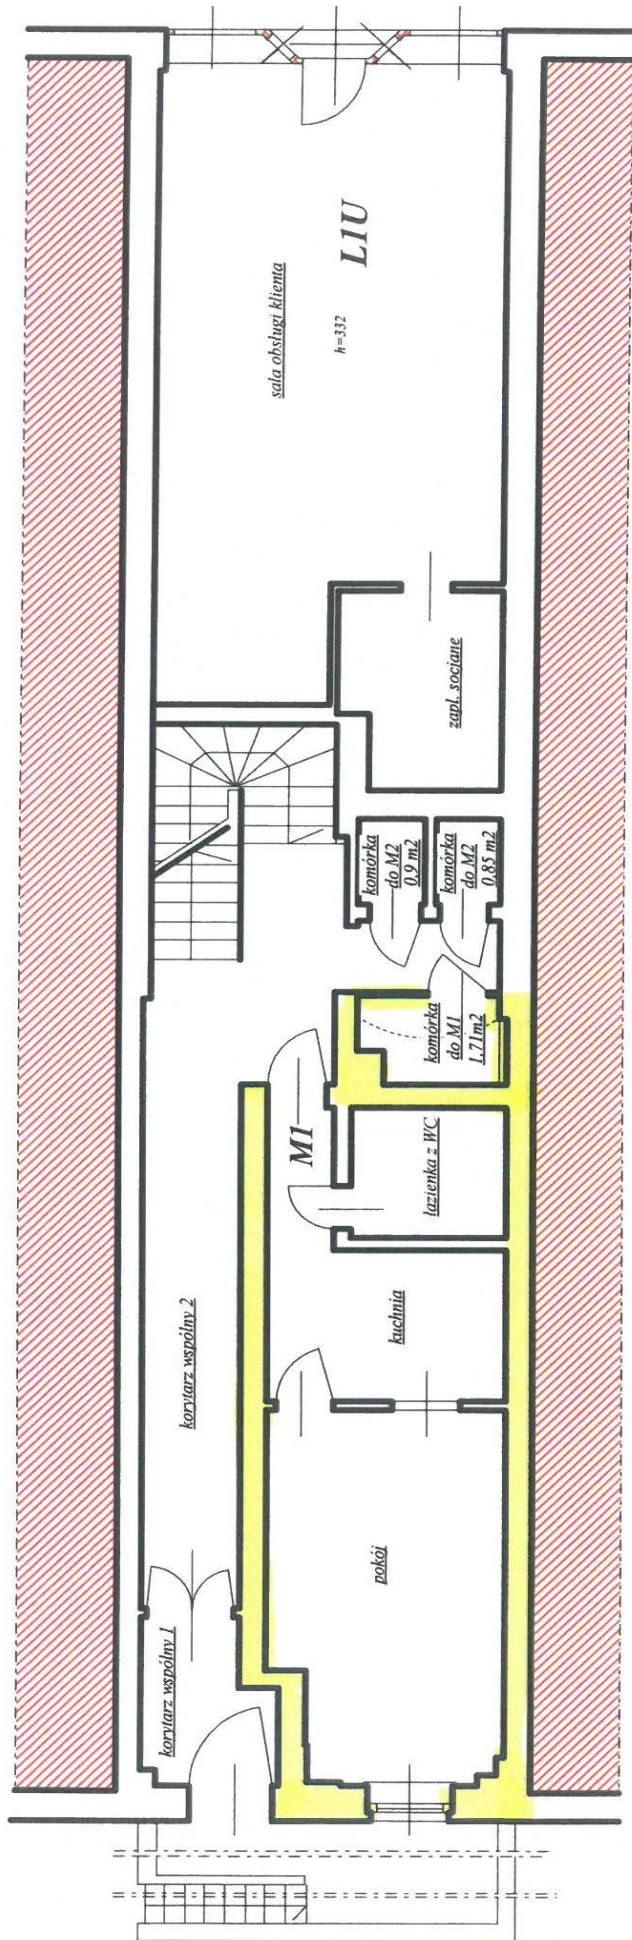 sala obsługi klienta
h=332
L1U
zapl. socjane
komórka
do M2
0.9 m2
komórka
do M2
0.85 m2
komórka
do M1
1.71m2
M1
łazienka z WC
kuchnia
korytarz wspólny 2
pokój
korytarz wspólny 1